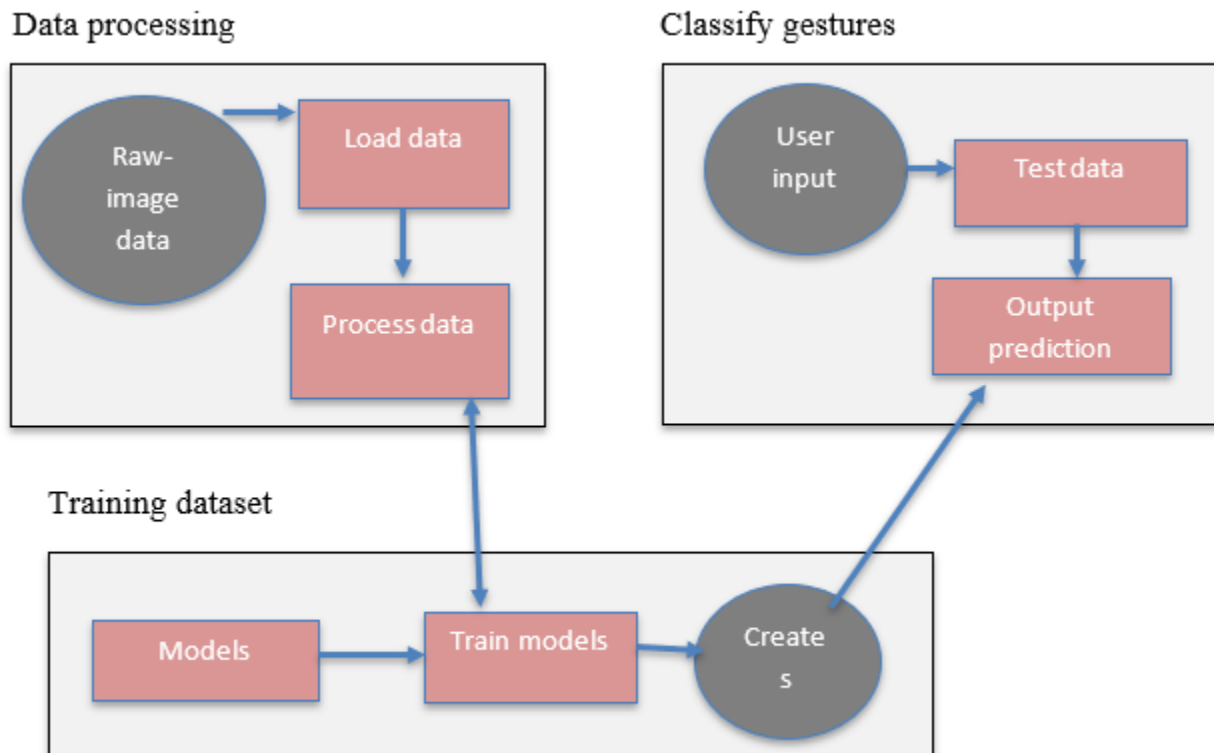 Data processing
Raw-
image
data
Load data
Process data
Classify gestures
User
input
Test data
Output
prediction
Training dataset
Models
Train models
Create
s